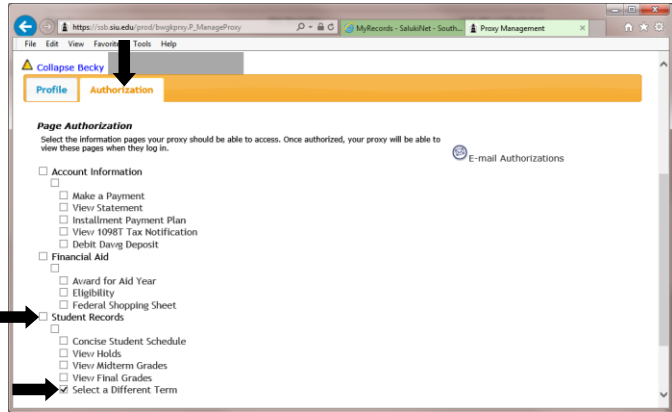 https://ssb.siu.edu/prod/bwgkprxy.P_ManageProxy
MyRecords - SalukiNet - South...
Proxy Management
File Edit View Favorites Tools Help
Collapse Becky
Profile
Authorization
Page Authorization
Select the information pages your proxy should be able to access. Once authorized, your proxy will be able to
view these pages when they log in.
E-mail Authorizations
Account Information
Make a Payment
View Statement
Installment Payment Plan
View 1098T Tax Notification
Debit Dawg Deposit
Financial Aid
Award for Aid Year
Eligibility
Federal Shopping Sheet
Student Records
Concise Student Schedule
View Holds
View Midterm Grades
View Final Grades
Select a Different Term